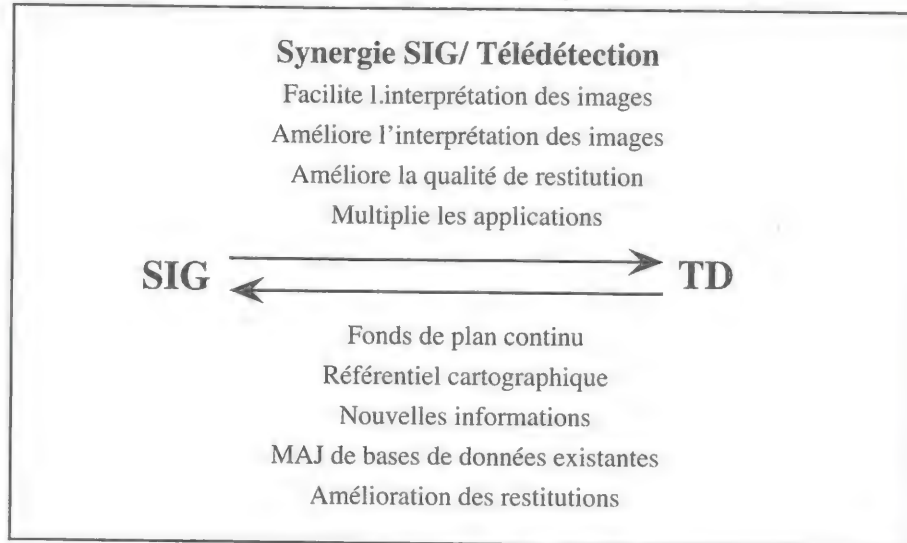 Synergie SIG/ Télédétection
Facilite l.interprétation des images
Améliore l'interprétation des images
Améliore la qualité de restitution
Multiplie les applications
SIG TD
Fonds de plan continu
Référentiel cartographique
Nouvelles informations
MAJ de bases de données existantes
Amélioration des restitutions